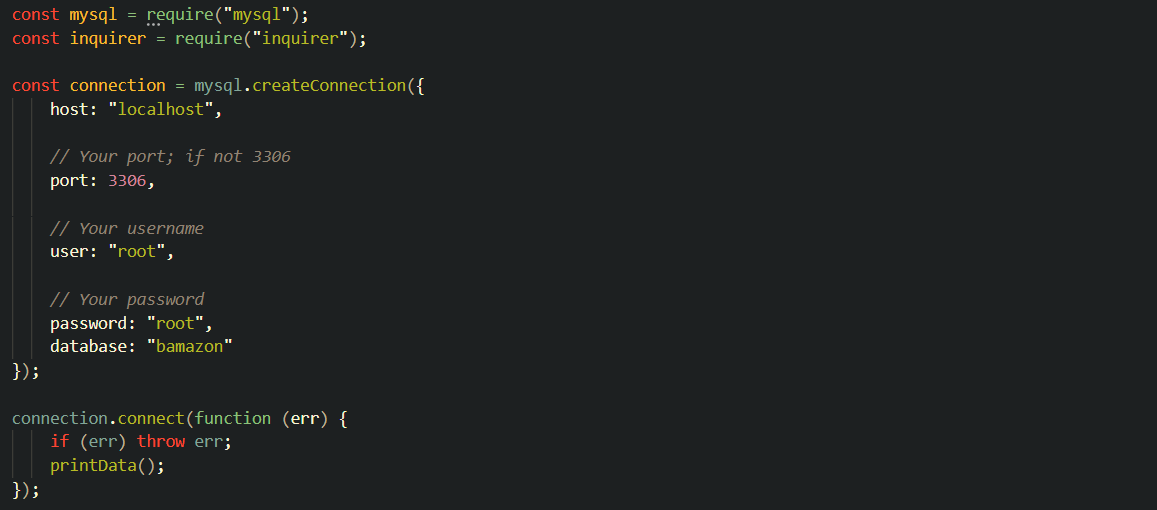 const mysql = require("mysql");
const inquirer = require("inquirer");
const connection = mysql.createConnection({
host: "localhost",
// Your port; if not 3306
port: 3306,
// Your username
user: "root",
// Your password
password: "root",
database: "bamazon"
});
connection.connect(function (err) {
if (err) throw err;
printData();
});